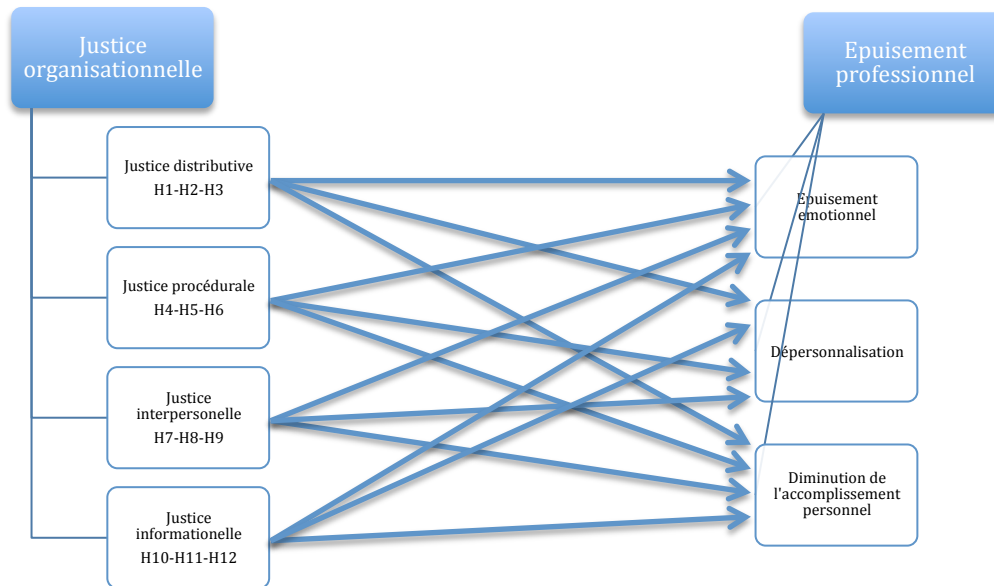 Justice
organisationnelle
Epuisement
professionnel
Justice distributive
H1-H2-H3
Justice procédurale
H4-H5-H6
Justice
interpersonelle
H7-H8-H9
Justice
informationelle
H10-H11-H12
Epuisement
emotionnel
Dépersonnalisation
Diminution de
l'accomplissement
personnel